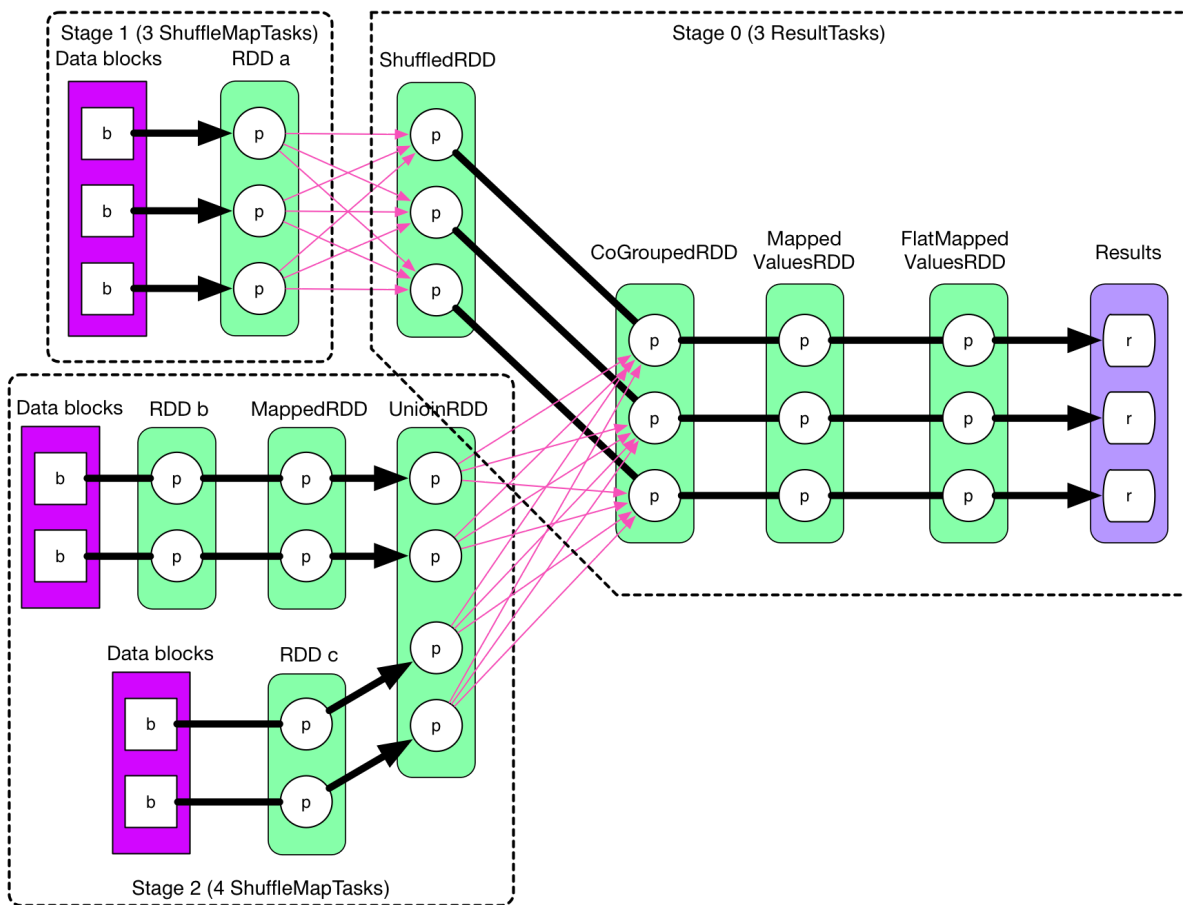 Stage 1 (3 ShuffleMapTasks)
Data blocks
RDD a
b
p
b
p
b
p
Stage 0 (3 ResultTasks)
ShuffledRDD
p
p
p
CoGroupedRDD
Mapped
ValuesRDD
FlatMapped
ValuesRDD
Results
p
p
p
r
p
p
p
r
p
p
p
r
Data blocks
RDD b
MappedRDD
UnioinRDD
b
p
p
p
b
p
p
p
Data blocks
RDD c
p
b
p
p
b
p
Stage 2 (4 ShuffleMapTasks)